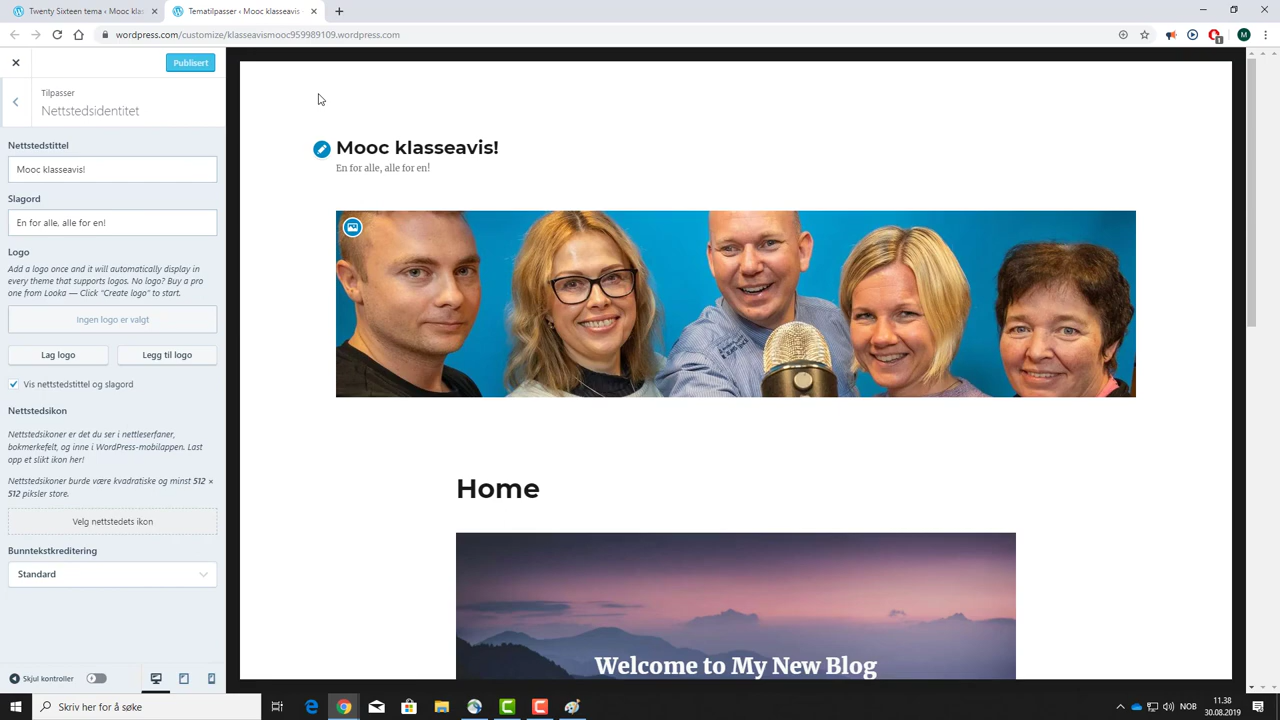 Twenty Sixteen tema ‹ Mooc klas
Tematilpasser ‹ Mooc klasseavis
wordpress.com/customize/klasseavismooc959989109.wordpress.com
M
1
Publisert
Tilpasser
Nettstedsidentitet
Nettstedstittel
Mooc klasseavis!
Slagord
En for alle, alle for en!
Logo
Add a logo once and it will automatically display in
every theme that supports logos. No logo? Buy a pro
one from Looka — Click "Create logo" to start.
Ingen logo er valgt
Lag logo
Legg til logo
Vis nettstedstittel og slagord
Nettstedsikon
Nettstedsikoner er det du ser i nettleserfaner,
bokmerkefelt, og inne i WordPress-mobilappen. Last
opp et slikt ikon her!
Nettstedsikoner burde være kvadratiske og minst 512 ×
512 piksler store.
Velg nettstedets ikon
Bunntekstkreditering
Standard
Skjul kontroller
Mooc klasseavis!
En for alle, alle for en!
Home
Welcome to My New Blog
Skriv her for å søke
NOB
11.38
30.08.2019